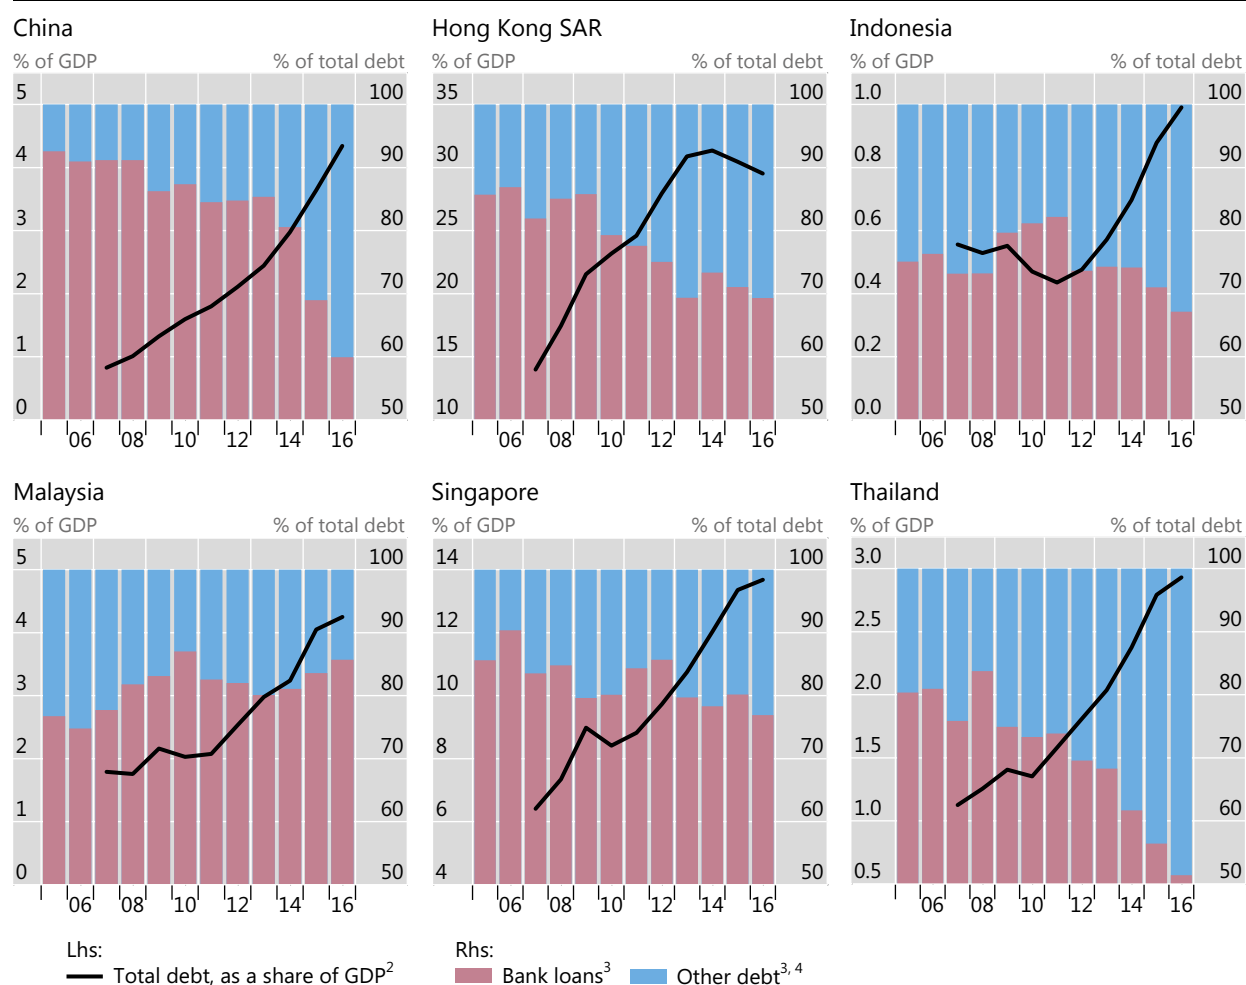 China
% of GDP % of total debt
5 100
4 90
3 80
2 70
1 60
0 50
06 08 10 12 14 16
Hong Kong SAR
% of GDP % of total debt
35 100
30 90
25 80
20 70
15 60
10 50
06 08 10 12 14 16
Indonesia
% of GDP % of total debt
1.0 100
0.8 90
0.6 80
0.4 70
0.2 60
0.0 50
06 08 10 12 14 16
Malaysia
% of GDP % of total debt
5 100
4 90
3 80
2 70
1 60
0 50
06 08 10 12 14 16
Singapore
% of GDP % of total debt
14 100
12 90
10 80
8 70
6 60
4 50
06 08 10 12 14 16
Thailand
% of GDP % of total debt
3.0 100
2.5 90
2.0 80
1.5 70
1.0 60
0.5 50
06 08 10 12 14 16
Lhs:
Total debt, as a share of GDP2
Rhs:
Bank loans3 Other debt3, 4